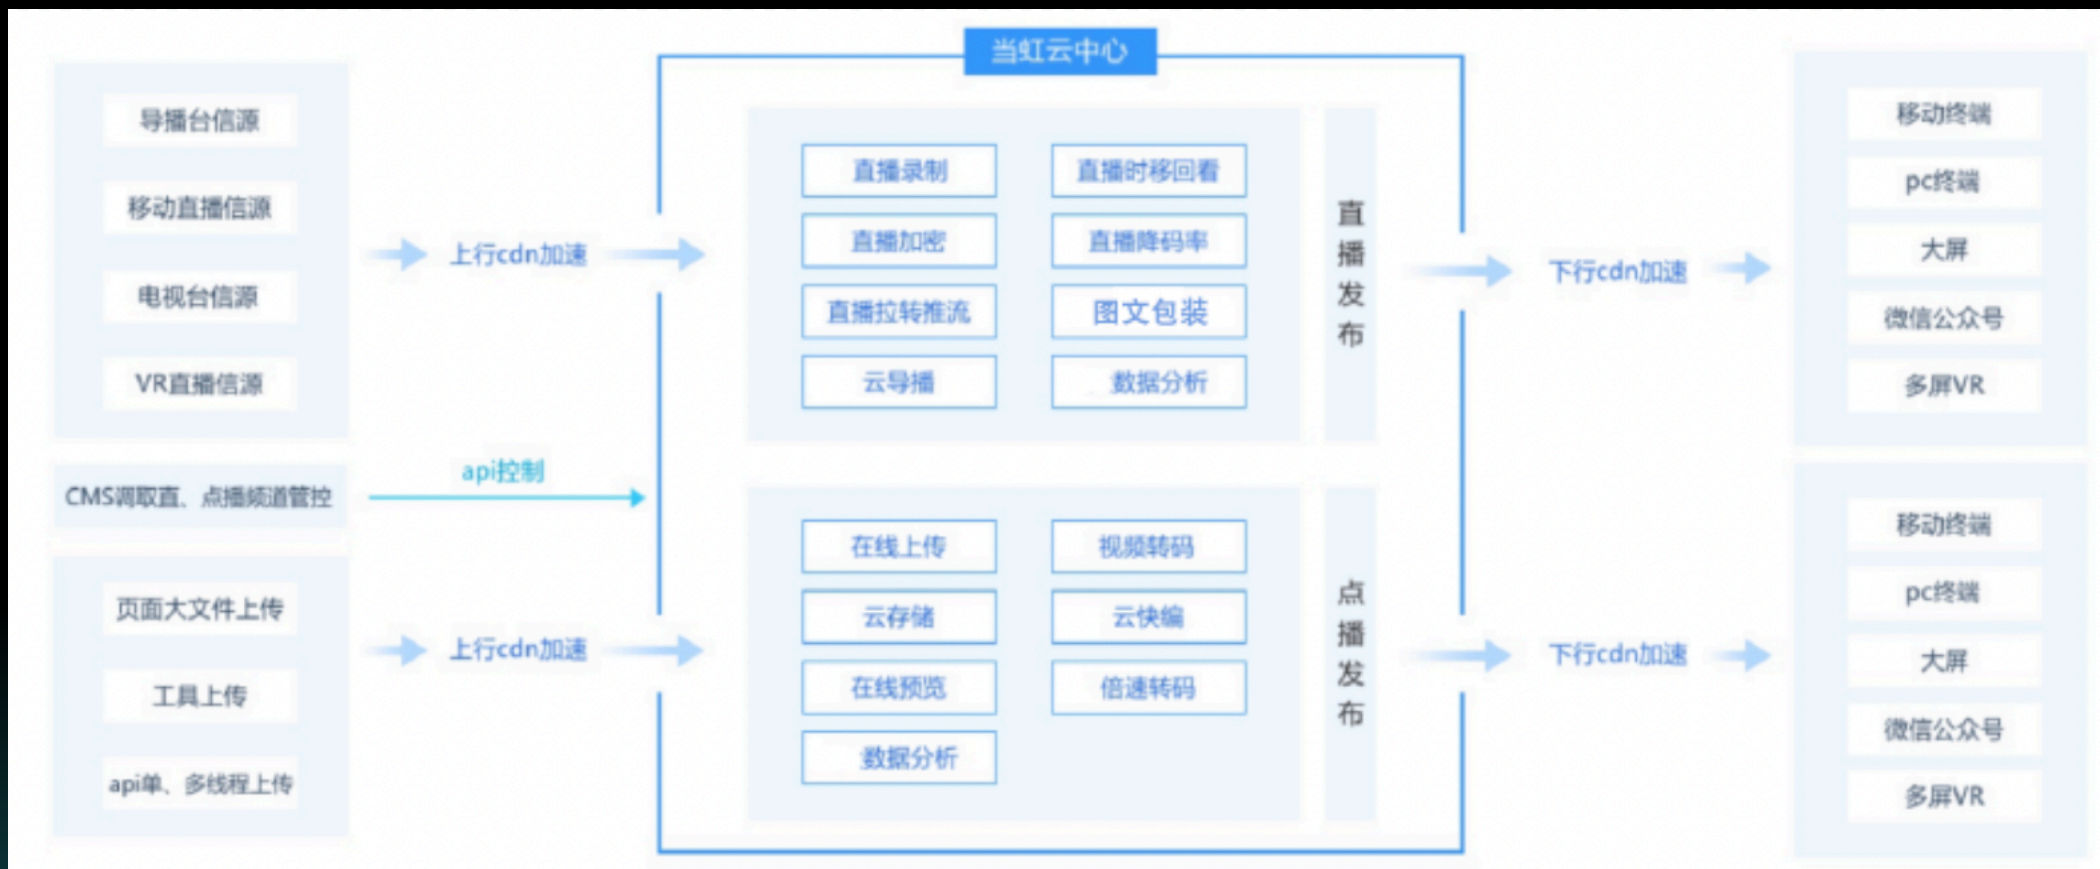 当虹云中心
导播台信源
移动直播信源
电视台信源
VR直播信源
上行cdn加速
直播录制
直播时移回看
直播加密
直播降码率
直播拉转推流
图文包装
云导播
数据分析
直播发布
下行cdn加速
移动终端
pc终端
大屏
微信公众号
多屏VR
CMS调取直、点播频道管控
api控制
页面大文件上传
工具上传
api单、多线程上传
上行cdn加速
在线上传
视频转码
云存储
云快编
在线预览
倍速转码
数据分析
点播发布
下行cdn加速
移动终端
pc终端
大屏
微信公众号
多屏VR